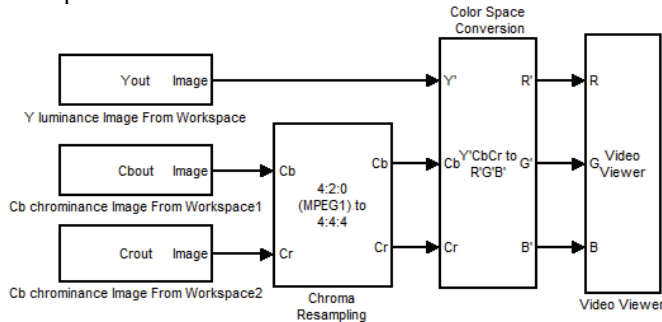 Color Space
Conversion
Yout Image
Y' R' R
Y luminance Image From Workspace
Cbout Image
Cb Cb
Cb Y'CbCr to G' G Video
R'G'B' Viewer
4:2:0
(MPEG1) to
4:4:4
Cb chrominance Image From Workspace1
Crout Image
Cr Cr Cr B' B
Cb chrominance Image From Workspace2
Chroma
Resampling
Video Viewer